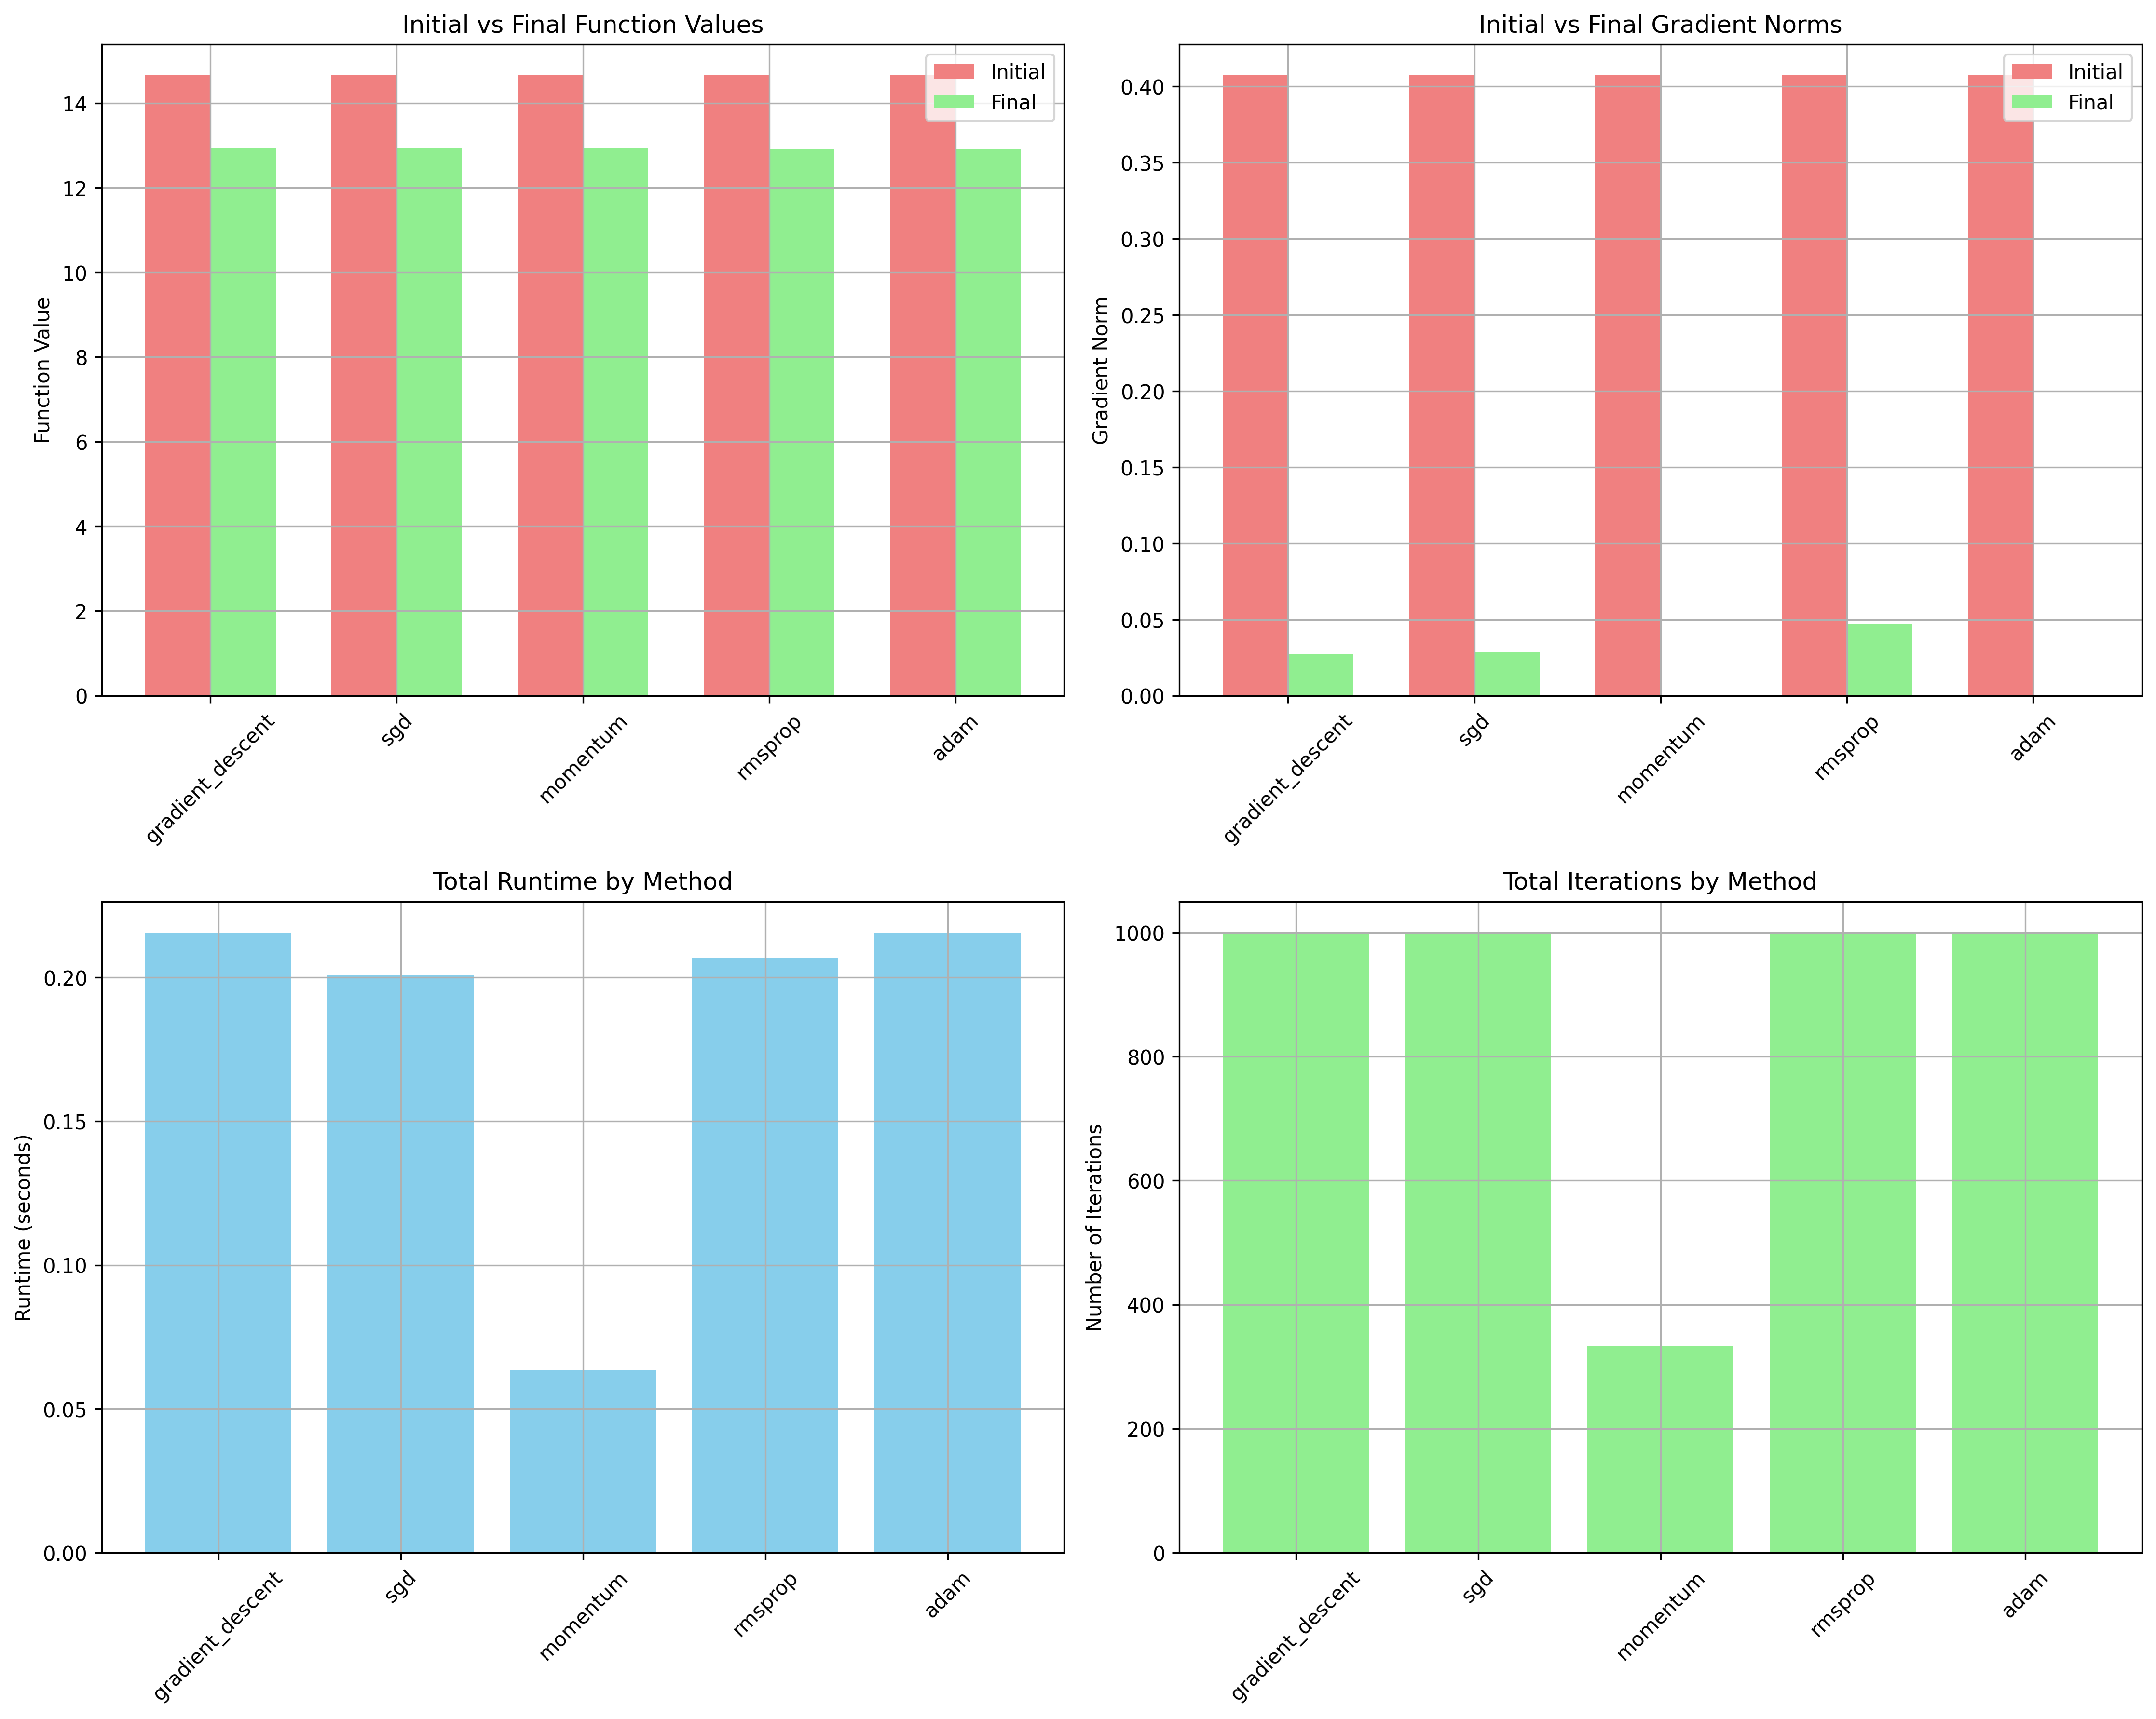 Initial vs Final Function Values
Function Value
14
12
10
8
6
4
2
0
Initial
Final
gradient_descent
sgd
momentum
rmsprop
adam
Initial vs Final Gradient Norms
Gradient Norm
0.40
0.35
0.30
0.25
0.20
0.15
0.10
0.05
0.00
Initial
Final
gradient_descent
sgd
momentum
rmsprop
adam
Total Runtime by Method
Runtime (seconds)
0.20
0.15
0.10
0.05
0.00
gradient_descent
sgd
momentum
rmsprop
adam
Total Iterations by Method
Number of Iterations
1000
800
600
400
200
0
gradient_descent
sgd
momentum
rmsprop
adam